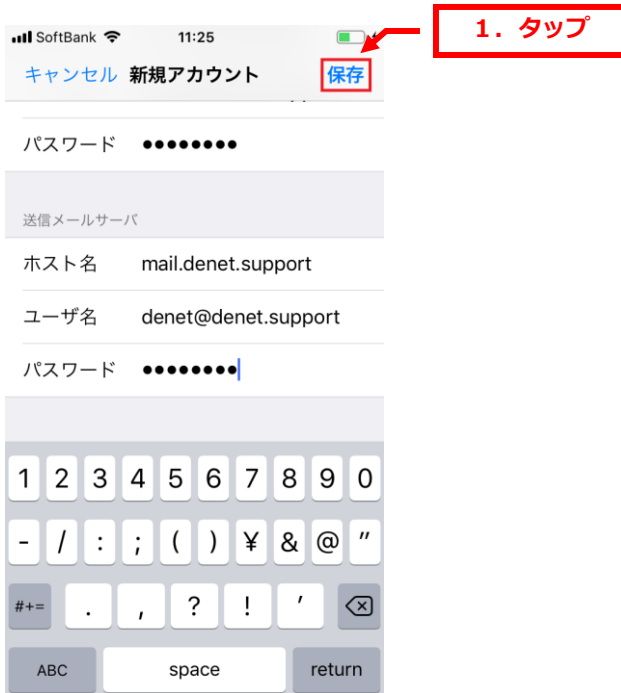 1. タップ
SoftBank 11:25
キャンセル 新規アカウント 保存
パスワード ●●●●●●●●
送信メールサーバ
ホスト名 mail.denet.support
ユーザ名 denet@denet.support
パスワード ●●●●●●●●
1 2 3 4 5 6 7 8 9 0
- / : ; ( ) ¥ & @ "
#+= . , ? ! '
ABC space return